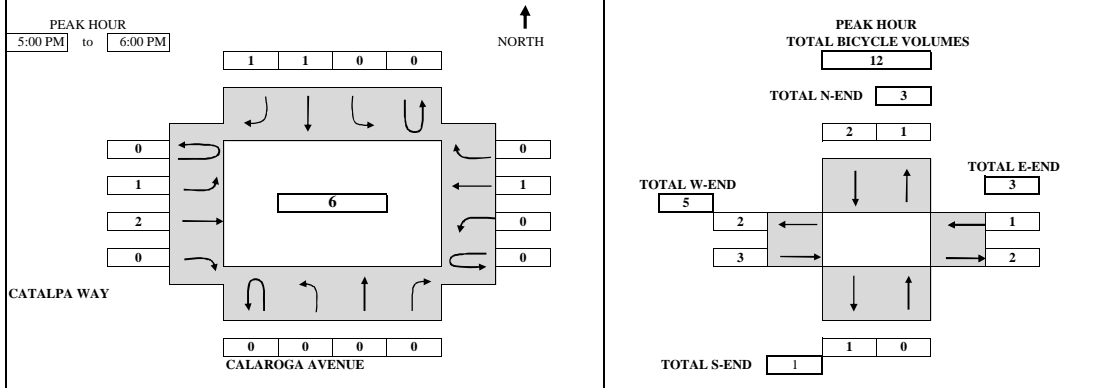 PEAK HOUR
5:00 PM to 6:00 PM
NORTH
1 1 0 0
0 0
1 1
6
2 0
0 0
CATALPA WAY
0 0 0 0
CALAROGA AVENUE
PEAK HOUR
TOTAL BICYCLE VOLUMES
12
TOTAL N-END 3
2 1
TOTAL E-END
3
TOTAL W-END
5
2 1
3 2
1 0
TOTAL S-END 1